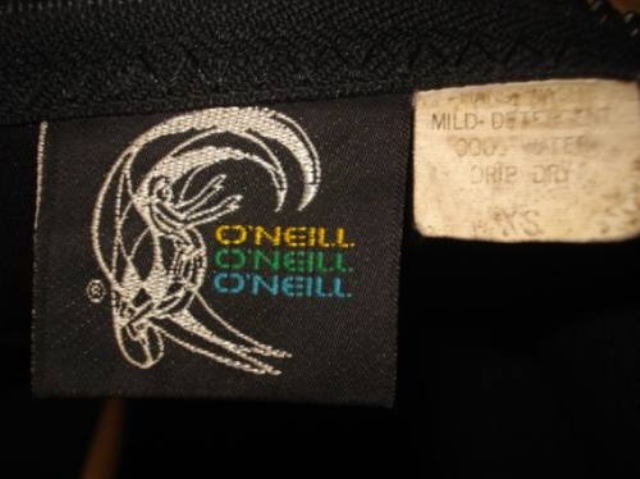 O'NEILL
O'NEILL
O'NEILL
®
MILD DETERGENT
COOL WATER
DRIP DRY